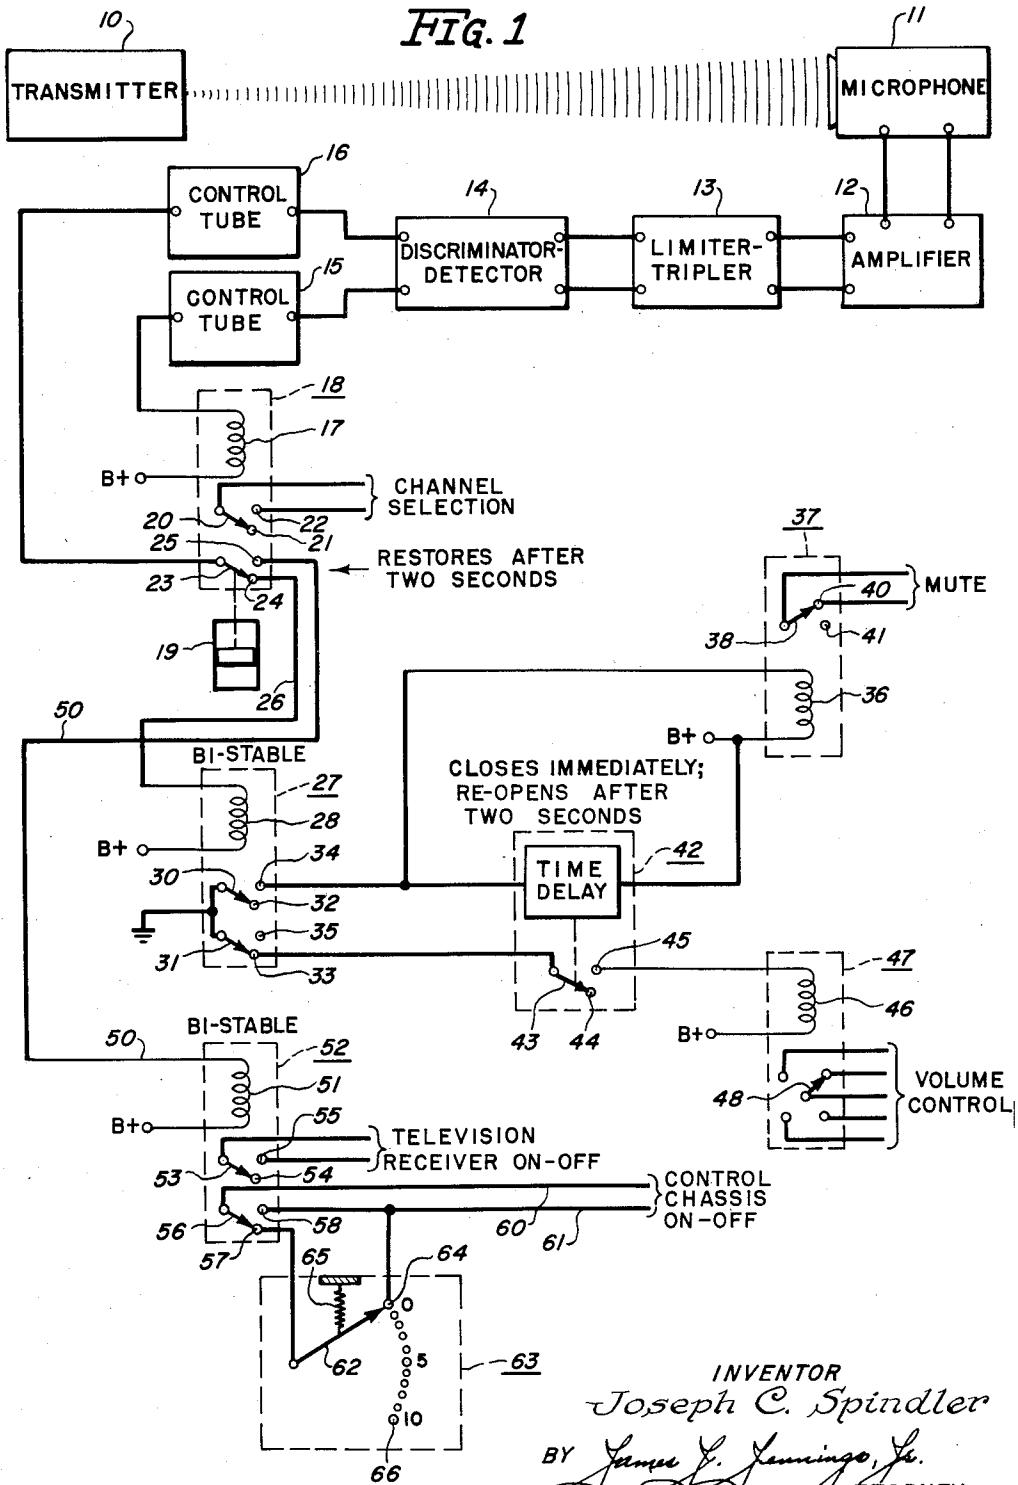 FIG. 1
10
11
TRANSMITTER
MICROPHONE
16
CONTROL
TUBE
14
13
12
DISCRIMINATOR-
DETECTOR
LIMITER-
TRIPLER
AMPLIFIER
15
CONTROL
TUBE
18
17
B+
CHANNEL
SELECTION
20
22
21
25
RESTORES AFTER
TWO SECONDS
23
24
37
40
MUTE
38
41
19
26
36
50
B+
BI-STABLE
27
CLOSES IMMEDIATELY;
RE-OPENS AFTER
TWO SECONDS
28
B+
34
TIME
DELAY
42
30
32
35
45
31
33
47
43
44
46
BI-STABLE
50
52
B+
51
48
VOLUME
CONTROL
B+
55
TELEVISION
RECEIVER ON-OFF
53
54
CONTROL
CHASSIS
ON-OFF
56
58
60
61
57
65
64
0
62
5
63
10
66
INVENTOR
Joseph C. Spindler
BY James J. Jennings, Jr.